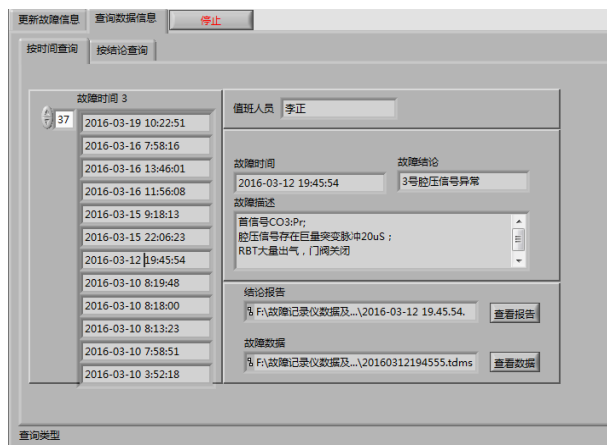 更新故障信息 查询数据信息 停止
按时间查询 按结论查询
故障时间 3
37
2016-03-19 10:22:51
2016-03-16 7:58:16
2016-03-16 13:46:01
2016-03-16 11:56:08
2016-03-15 9:18:13
2016-03-15 22:06:23
2016-03-12 19:45:54
2016-03-10 8:19:48
2016-03-10 8:18:00
2016-03-10 8:13:23
2016-03-10 7:58:51
2016-03-10 3:52:18
值班人员 李正
故障时间 故障结论
2016-03-12 19:45:54 3号腔压信号异常
故障描述
首信号CO3:Pr;
腔压信号存在巨量突变脉冲20uS；
RBT大量出气，门阀关闭
结论报告
F:\故障记录仪数据及...\2016-03-12 19.45.54. 查看报告
故障数据
F:\故障记录仪数据及...\20160312194555.tdms 查看数据
查询类型